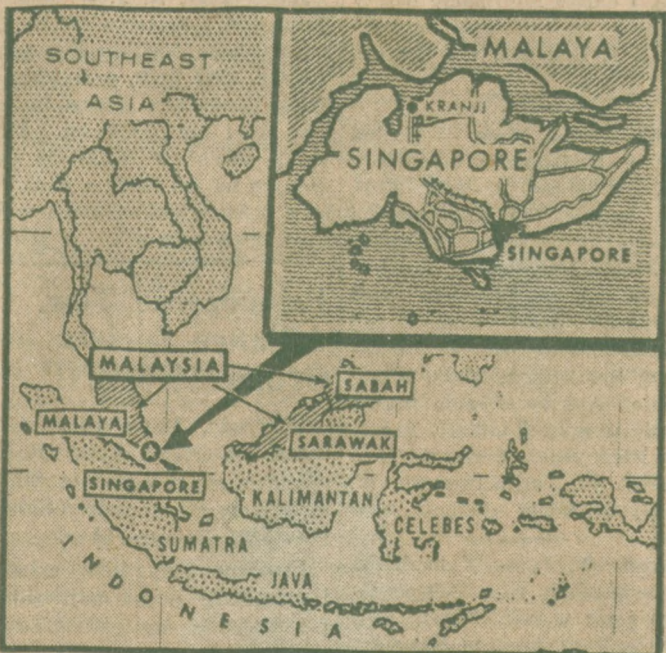 SOUTHEAST
ASIA
MALAYA
KRANJI
SINGAPORE
SINGAPORE
MALAYSIA
SABAH
MALAYA
SARAWAK
SINGAPORE
KALIMANTAN
CELEBES
SUMATRA
JAVA
INDONESIA